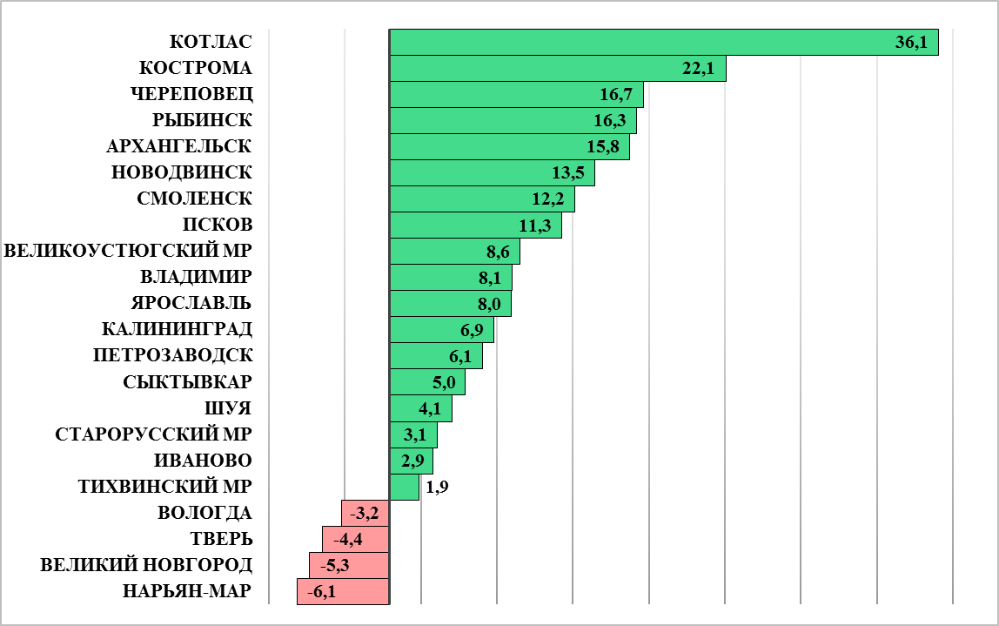 КОТЛАС 36,1
КОСТРОМА 22,1
ЧЕРЕПОВЕЦ 16,7
РЫБИНСК 16,3
АРХАНГЕЛЬСК 15,8
НОВОДВИНСК 13,5
СМОЛЕНСК 12,2
ПСКОВ 11,3
ВЕЛИКОУСТЮГСКИЙ МР 8,6
ВЛАДИМИР 8,1
ЯРОСЛАВЛЬ 8,0
КАЛИНИНГРАД 6,9
ПЕТРОЗАВОДСК 6,1
СЫКТЫВКАР 5,0
ШУЯ 4,1
СТАРОРУССКИЙ МР 3,1
ИВАНОВО 2,9
ТИХВИНСКИЙ МР 1,9
ВОЛОГДА -3,2
ТВЕРЬ -4,4
ВЕЛИКИЙ НОВГОРОД -5,3
НАРЬЯН-МАР -6,1